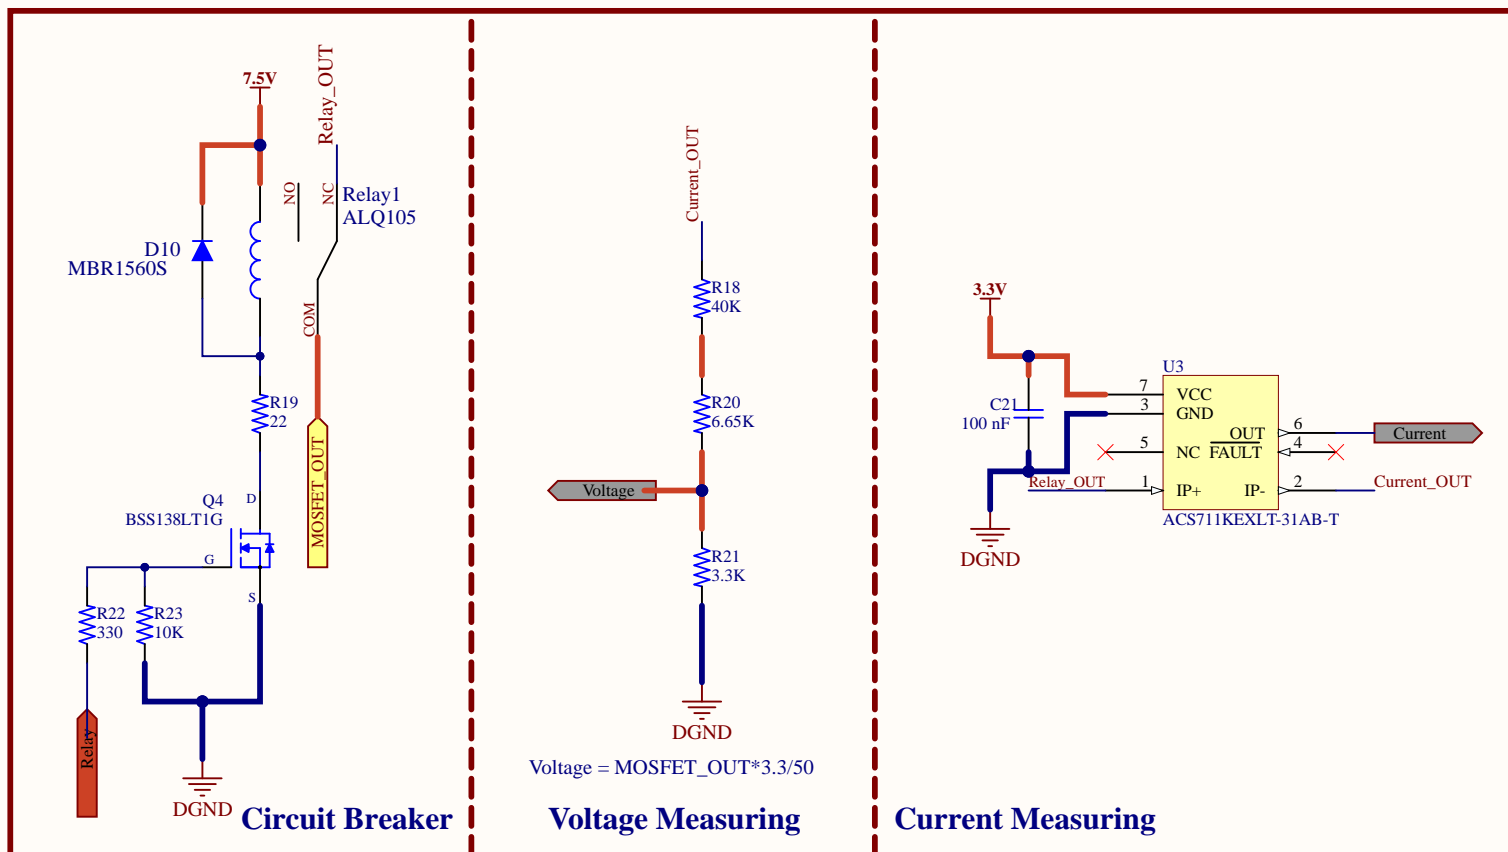 7.5V
Relay_OUT
NO
NC
Relay1
ALQ105
D10
MBR1560S
COM
R19
22
MOSFET_OUT
D
Q4
BSS138LT1G
G
S
R22
330
R23
10K
Relay
DGND
Circuit Breaker
Current_OUT
R18
40K
R20
6.65K
Voltage
R21
3.3K
DGND
Voltage = MOSFET_OUT*3.3/50
Voltage Measuring
3.3V
C21
100 nF
U3
7
VCC
3
GND
OUT
6
Current
5
NC
FAULT
4
Relay_OUT
1
IP+
IP-
2
Current_OUT
ACS711KEXLT-31AB-T
DGND
Current Measuring